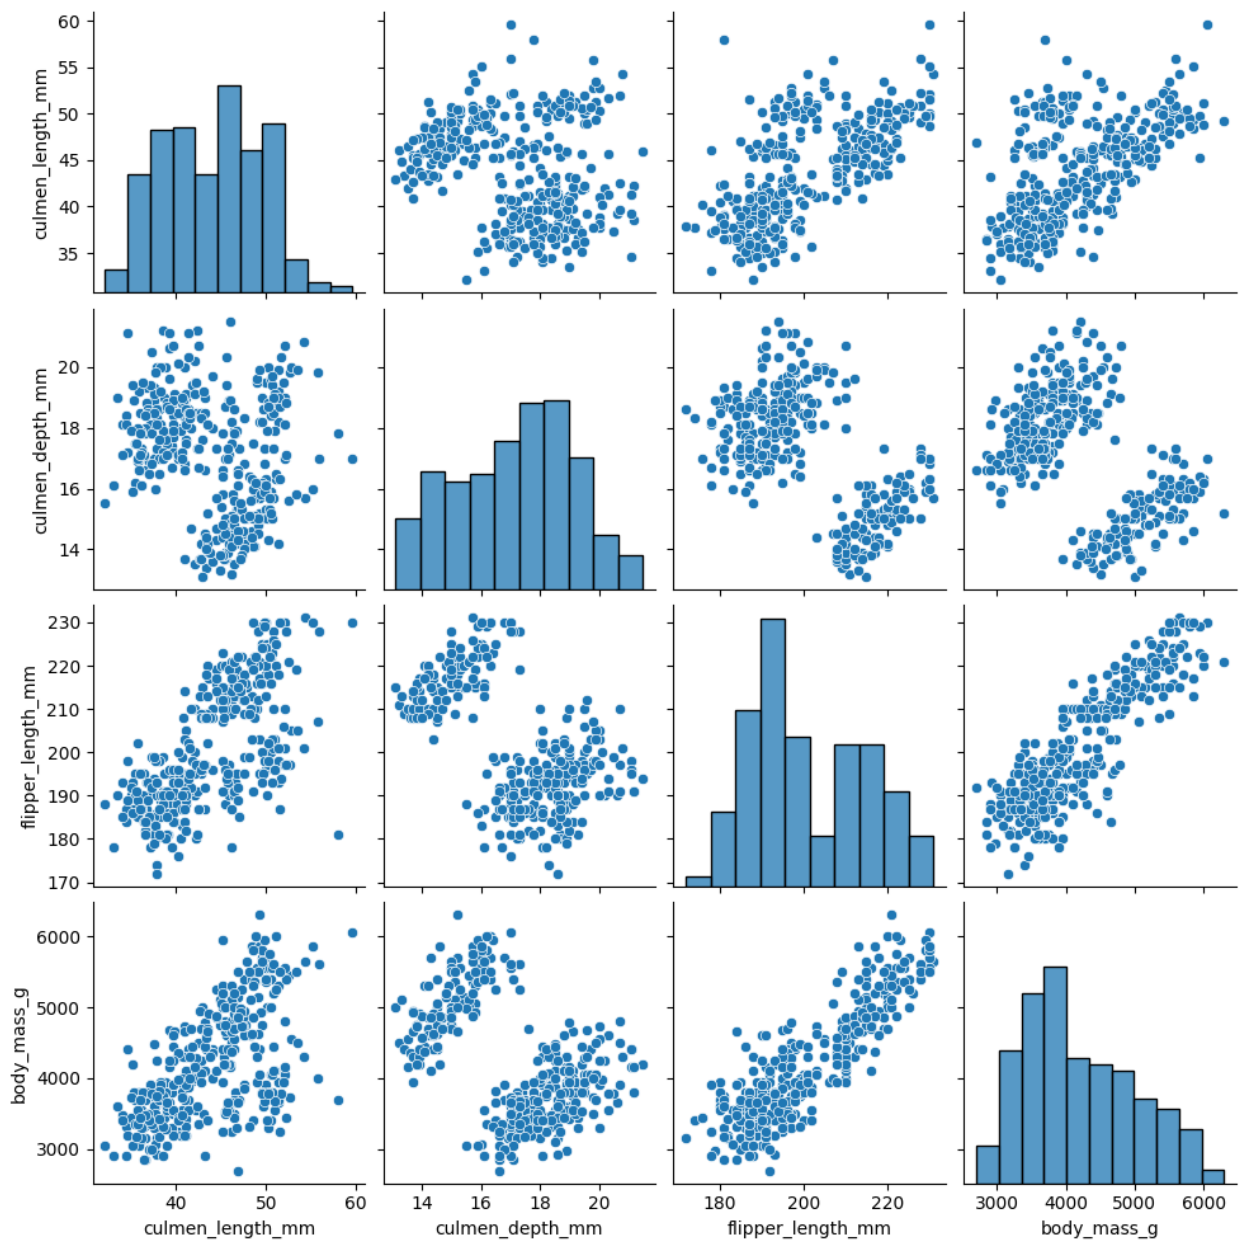 60
55
50
45
40
35
culmen_length_mm
20
18
16
14
culmen_depth_mm
230
220
210
200
190
180
170
flipper_length_mm
6000
5000
4000
3000
body_mass_g
40 50 60
14 16 18 20
180 200 220
3000 4000 5000 6000
culmen_length_mm
culmen_depth_mm
flipper_length_mm
body_mass_g